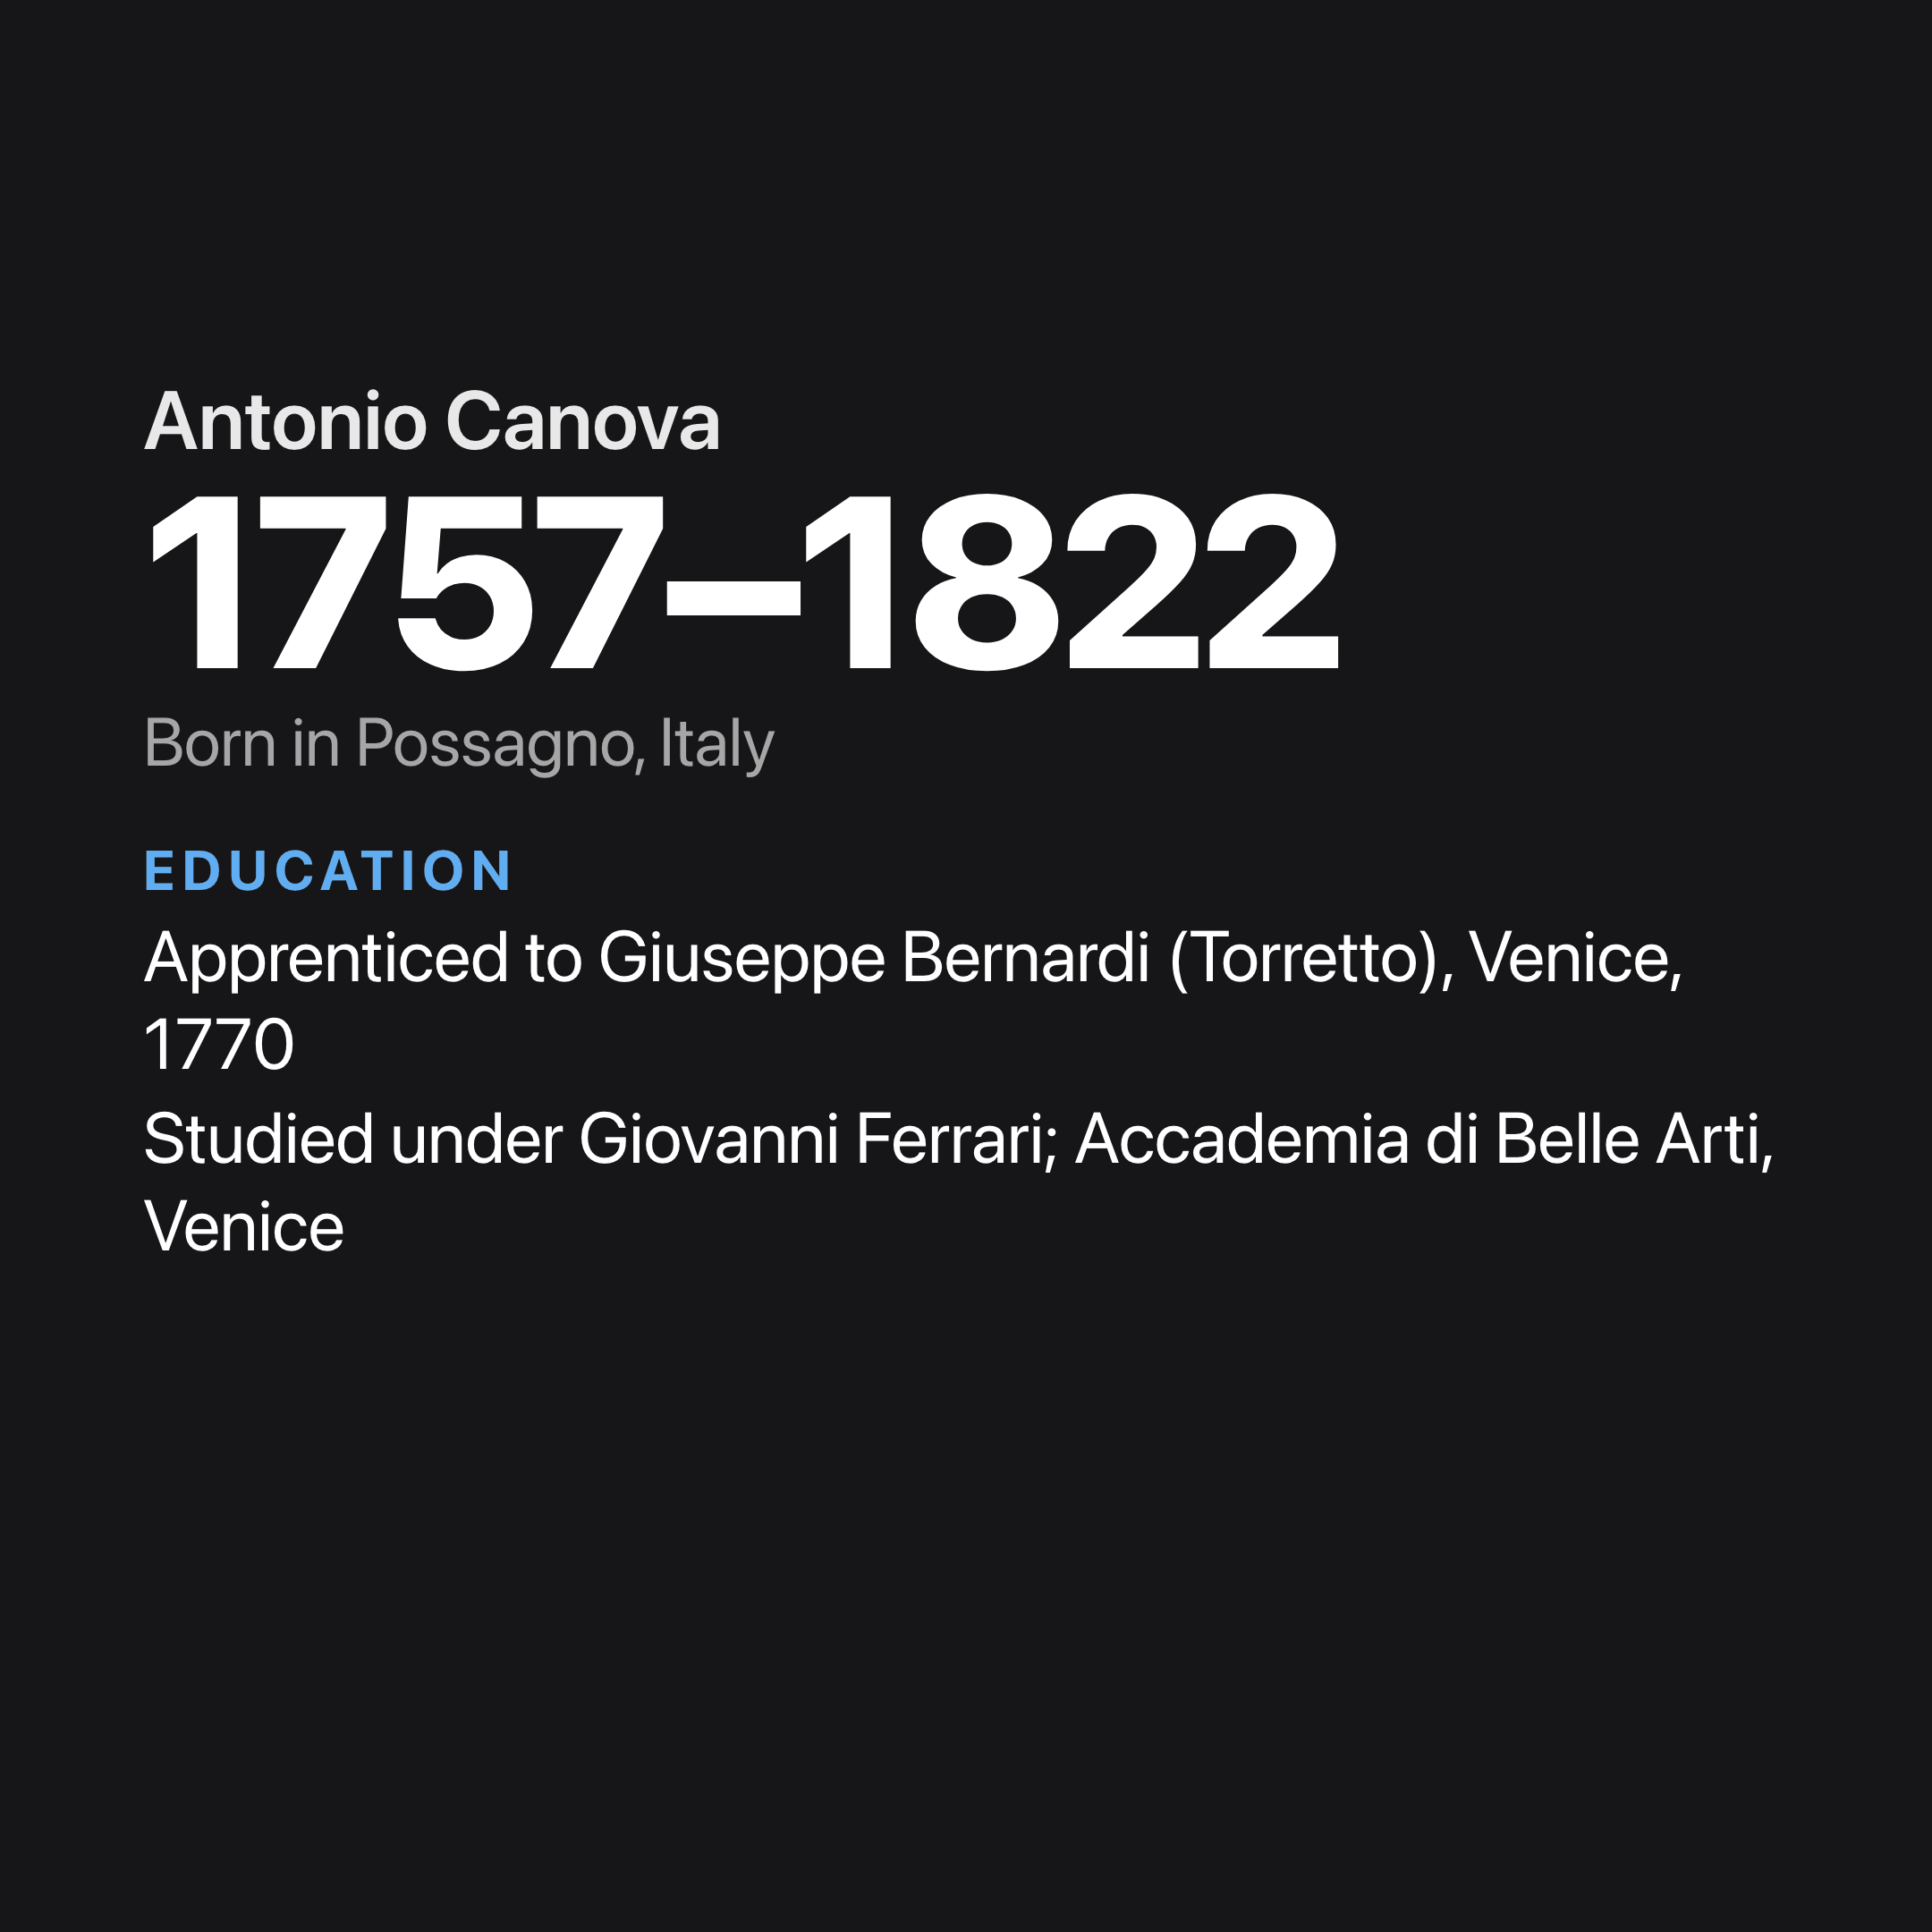 Antonio Canova
1757–1822
Born in Possagno, Italy
EDUCATION
Apprenticed to Giuseppe Bernardi (Torretto), Venice,
1770
Studied under Giovanni Ferrari; Accademia di Belle Arti,
Venice